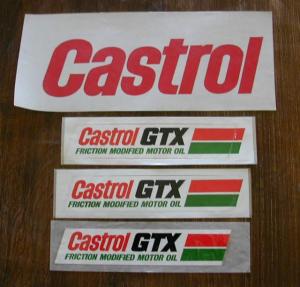 Castrol
Castrol GTX
FRICTION MODIFIED MOTOR OIL
Castrol GTX
FRICTION MODIFIED MOTOR OIL
Castrol GTX
FRICTION MODIFIED MOTOR OIL